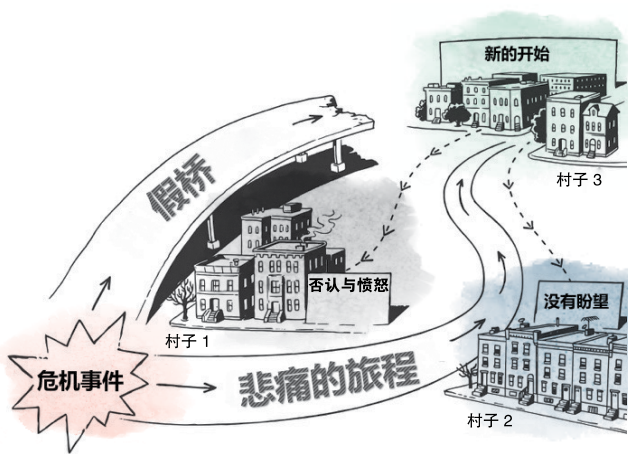 新的开始
村子 3
假桥
否认与愤怒
村子 1
没有盼望
危机事件
悲痛的旅程
村子 2